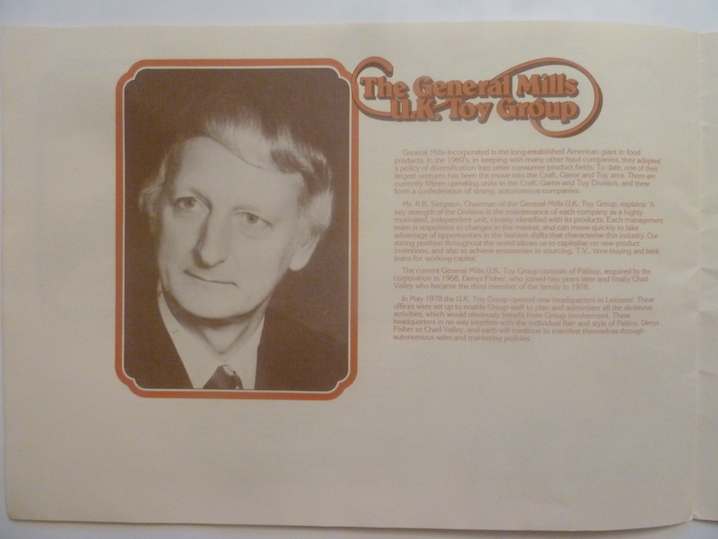 The General Mills
U.K. Toy Group
General Mills Incorporated is the long-established American giant in food
products. In the 1960's, in keeping with many other food companies, they adopted
a policy of diversification into other consumer product fields. To date, one of their
largest ventures has been the move into the Craft, Game and Toy area. There are
currently fifteen operating units in the Craft, Game and Toy Division, and these
form a confederation of strong, autonomous companies.
Mr. R.B. Simpson, Chairman of the General Mills U.K. Toy Group, explains 'A
key strength of the Division is the maintenance of each company as a highly
motivated, independent unit, closely identified with its products. Each management
team is responsive to changes in the market, and can move quickly to take
advantage of opportunities in the fashion shifts that characterise this industry. Our
strong position throughout the world allows us to capitalise on new product
inventions, and also to achieve economies in sourcing, T.V., time-buying and bank
loans for working capital.
The current General Mills U.K. Toy Group consists of Palitoy, acquired by the
corporation in 1968, Denys Fisher, who joined two years later and finally Chad
Valley who became the third member of the family in 1978.
In May 1978 the U.K. Toy Group opened new headquarters in Leicester. These
offices were set up to enable Group staff to plan and administer all the divisional
activities, which would obviously benefit from Group involvement. These
headquarters in no way interfere with the individual flair and style of Palitoy, Denys
Fisher or Chad Valley, and each will continue to manifest themselves through
autonomous sales and marketing policies.